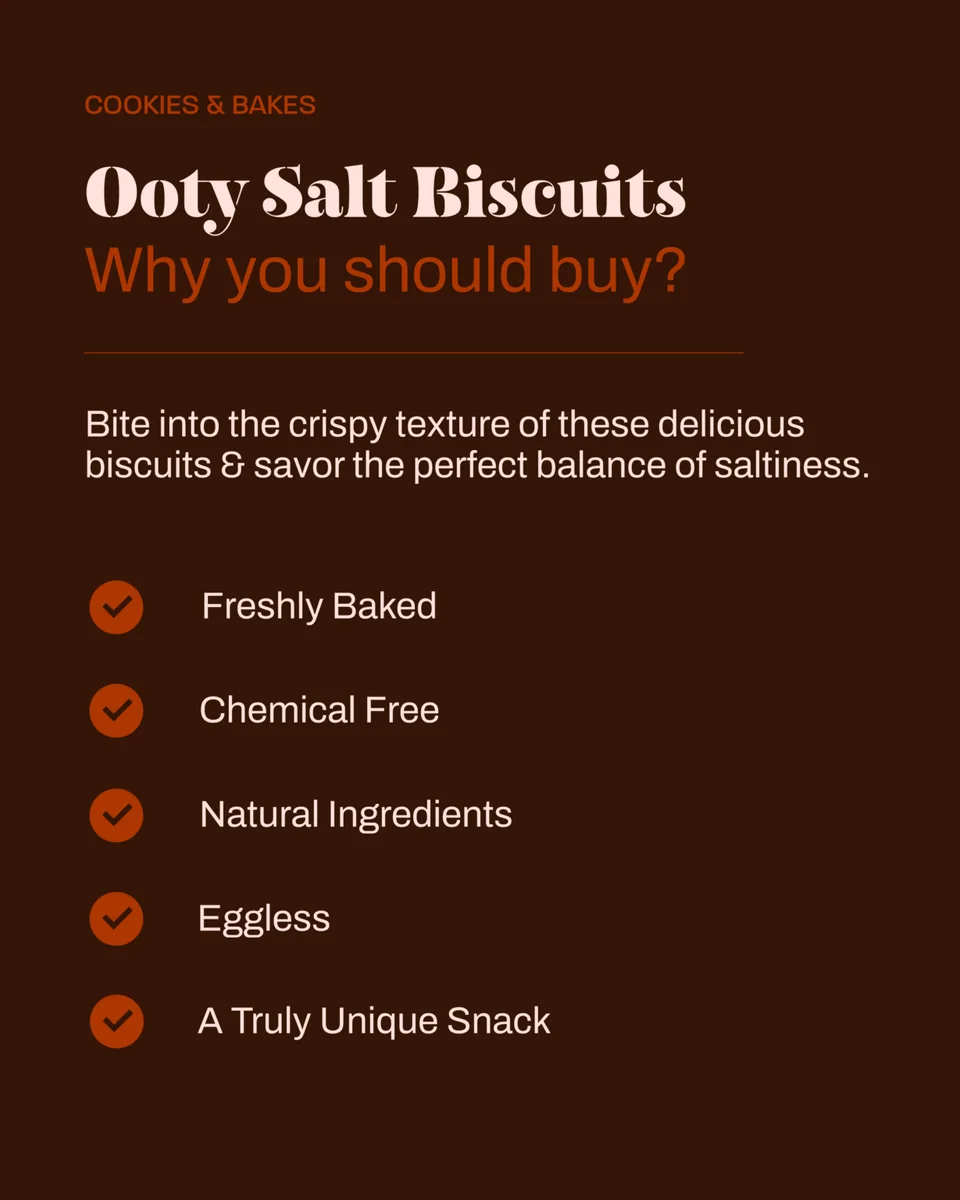 COOKIES & BAKES
Ooty Salt Biscuits
Why you should buy?
Bite into the crispy texture of these delicious
biscuits & savor the perfect balance of saltiness.
Freshly Baked
Chemical Free
Natural Ingredients
Eggless
A Truly Unique Snack